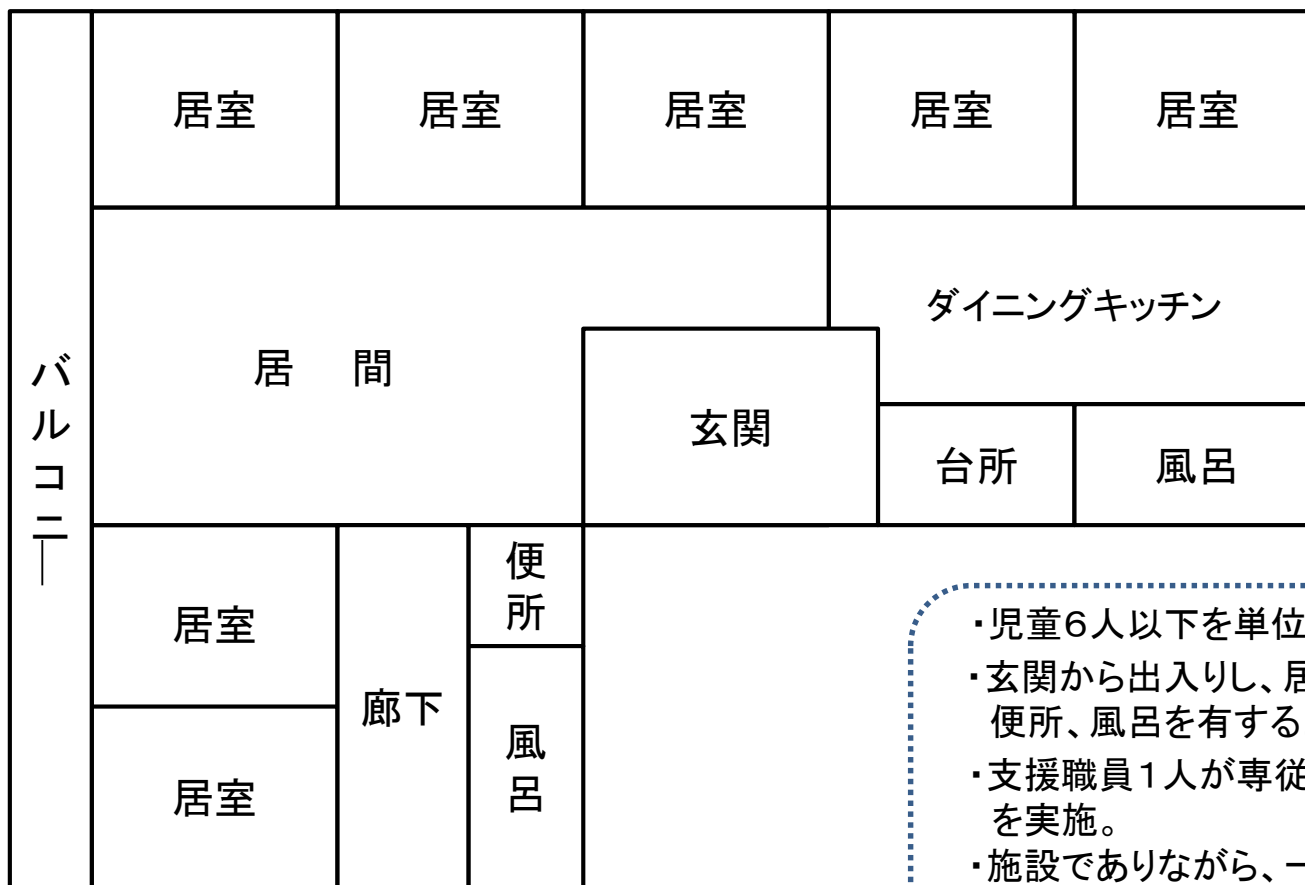 居室
居室
居室
居室
居室
バルコニー
居　間
ダイニングキッチン
玄関
台所
風呂
居室
居室
廊下
便所
風呂
・児童６人以下を単位
・玄関から出入りし、居
便所、風呂を有する
・支援職員１人が専従
を実施。
・施設でありながら、一